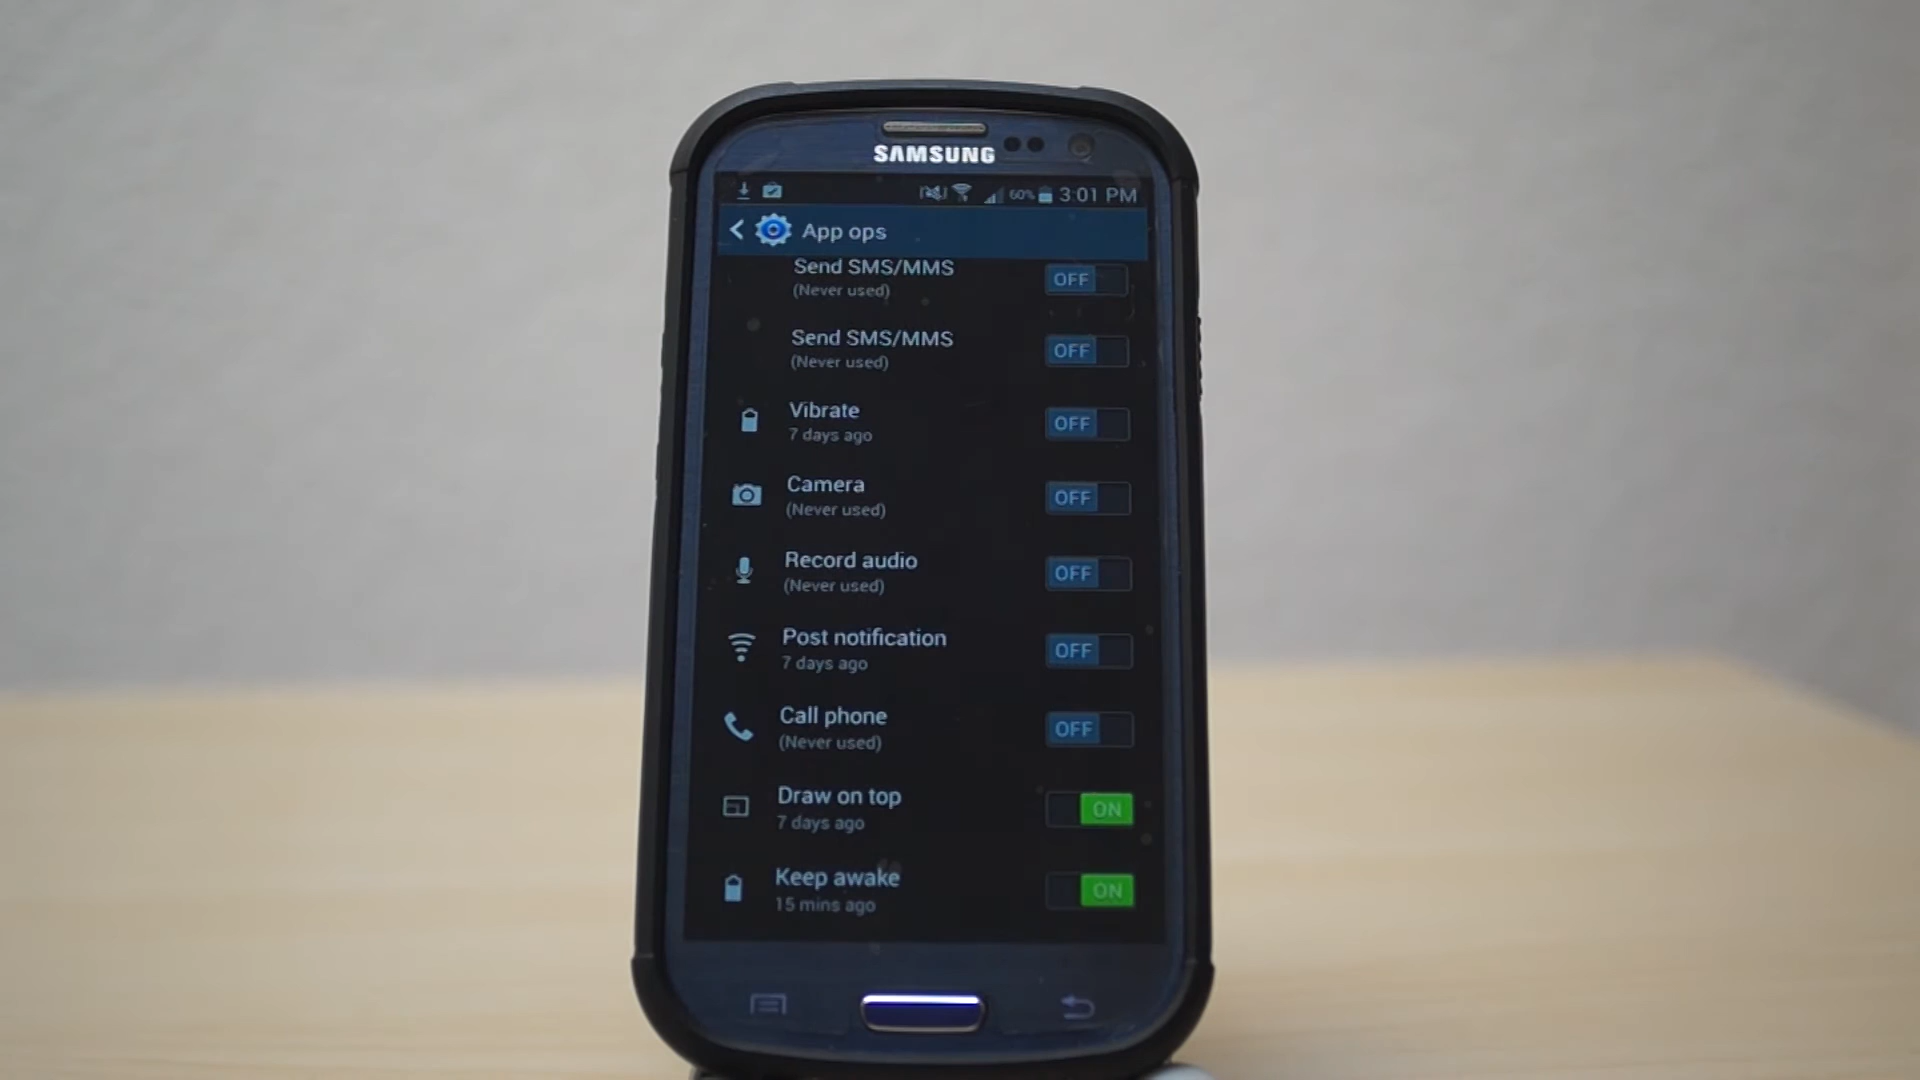 SAMSUNG
60% 3:01 PM
App ops
Send SMS/MMS
(Never used)
OFF
Send SMS/MMS
(Never used)
OFF
Vibrate
7 days ago
OFF
Camera
(Never used)
OFF
Record audio
(Never used)
OFF
Post notification
7 days ago
OFF
Call phone
(Never used)
OFF
Draw on top
7 days ago
ON
Keep awake
15 mins ago
ON